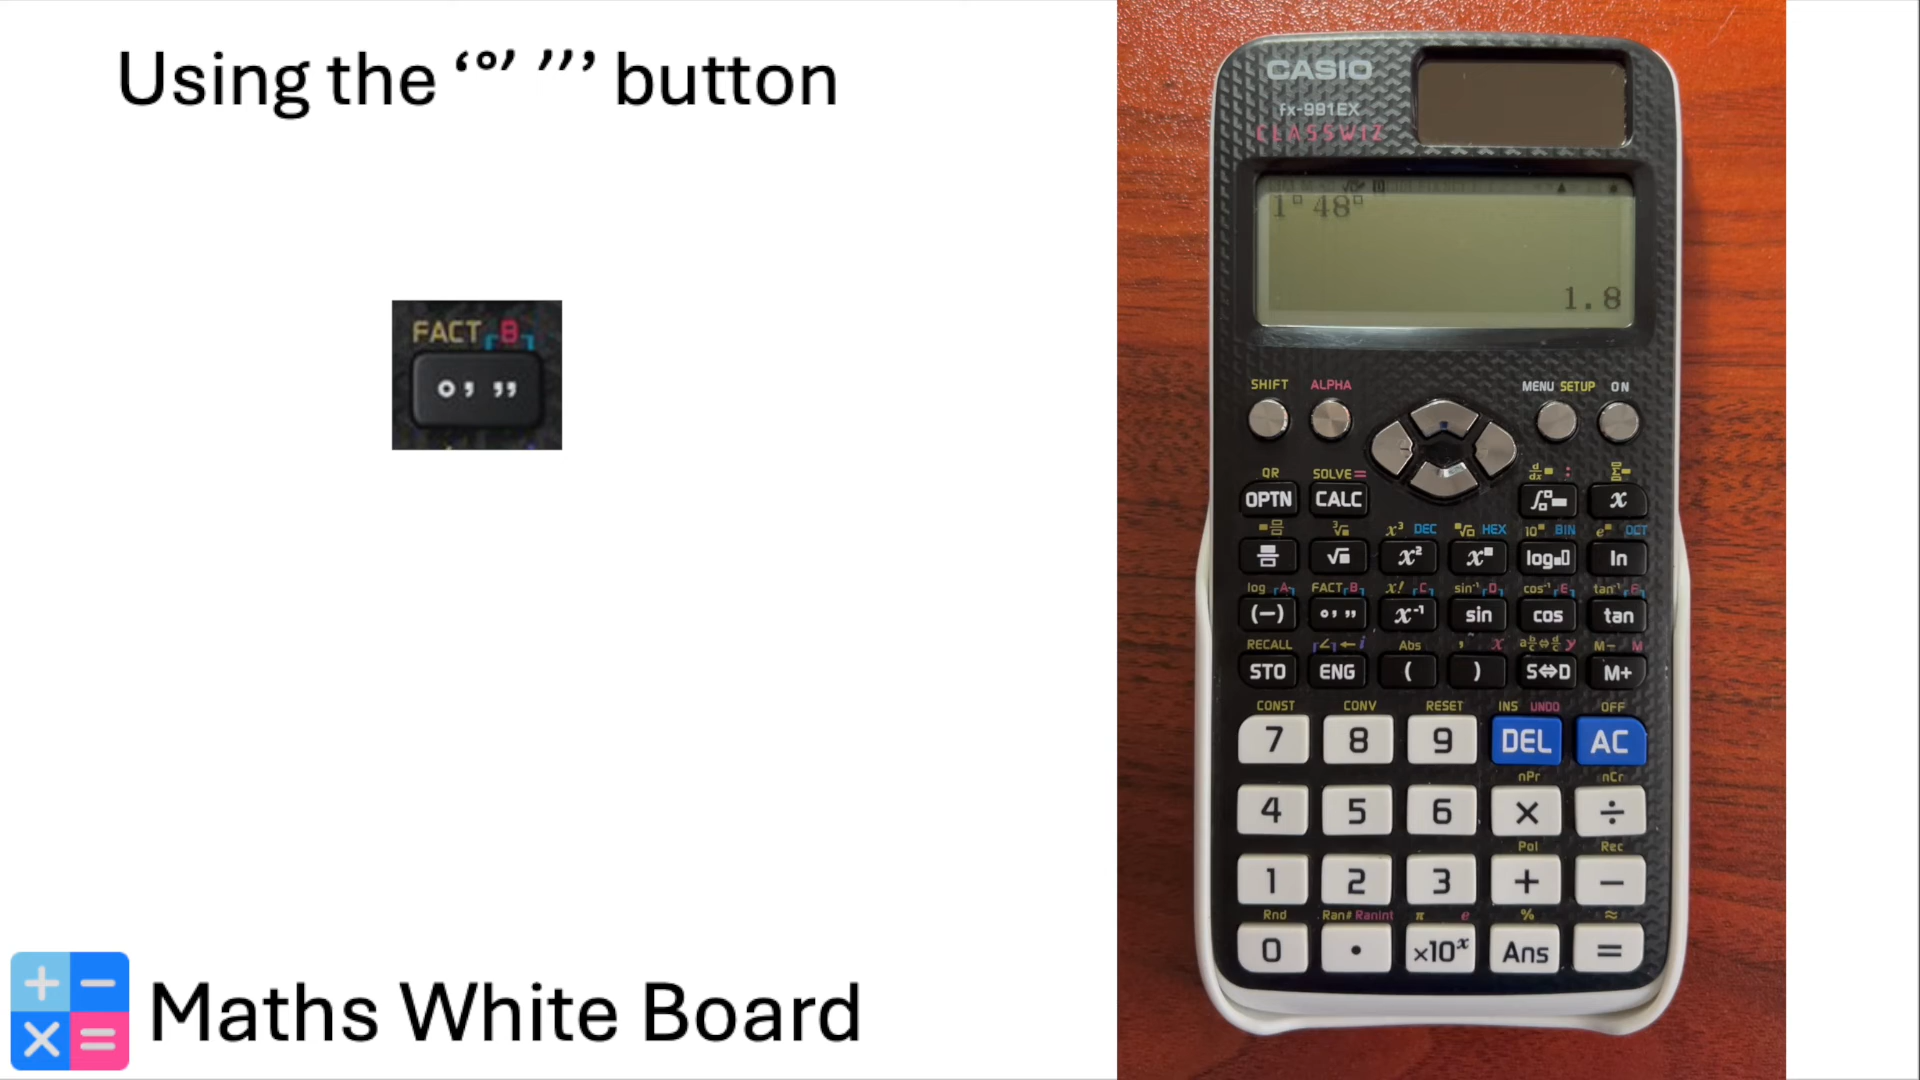 Using the ‘°’ ’’’ button
FACT B
° ’ ’’
Maths White Board
CASIO
fx-991EX
CLASSWIZ
1° 48°
1.8
SHIFT ALPHA MENU SETUP ON
QR SOLVE =
OPTN CALC x
x³ DEC HEX 10■ BIN e■ OCT
x² x■ log ln
log A FACT B x! C sin⁻¹ D cos⁻¹ E tan⁻¹ F
(−) ° ’ ’’ x⁻¹ sin cos tan
RECALL ∠ ← i Abs , x a b/c ⇔ d/c y M− M
STO ENG ( ) S⇔D M+
CONST CONV RESET INS UNDO OFF
7 8 9 DEL AC
nPr nCr
4 5 6 × ÷
Pol Rec
1 2 3 + −
Rnd Ran# RanInt π e % ≈
0 • ×10ˣ Ans =